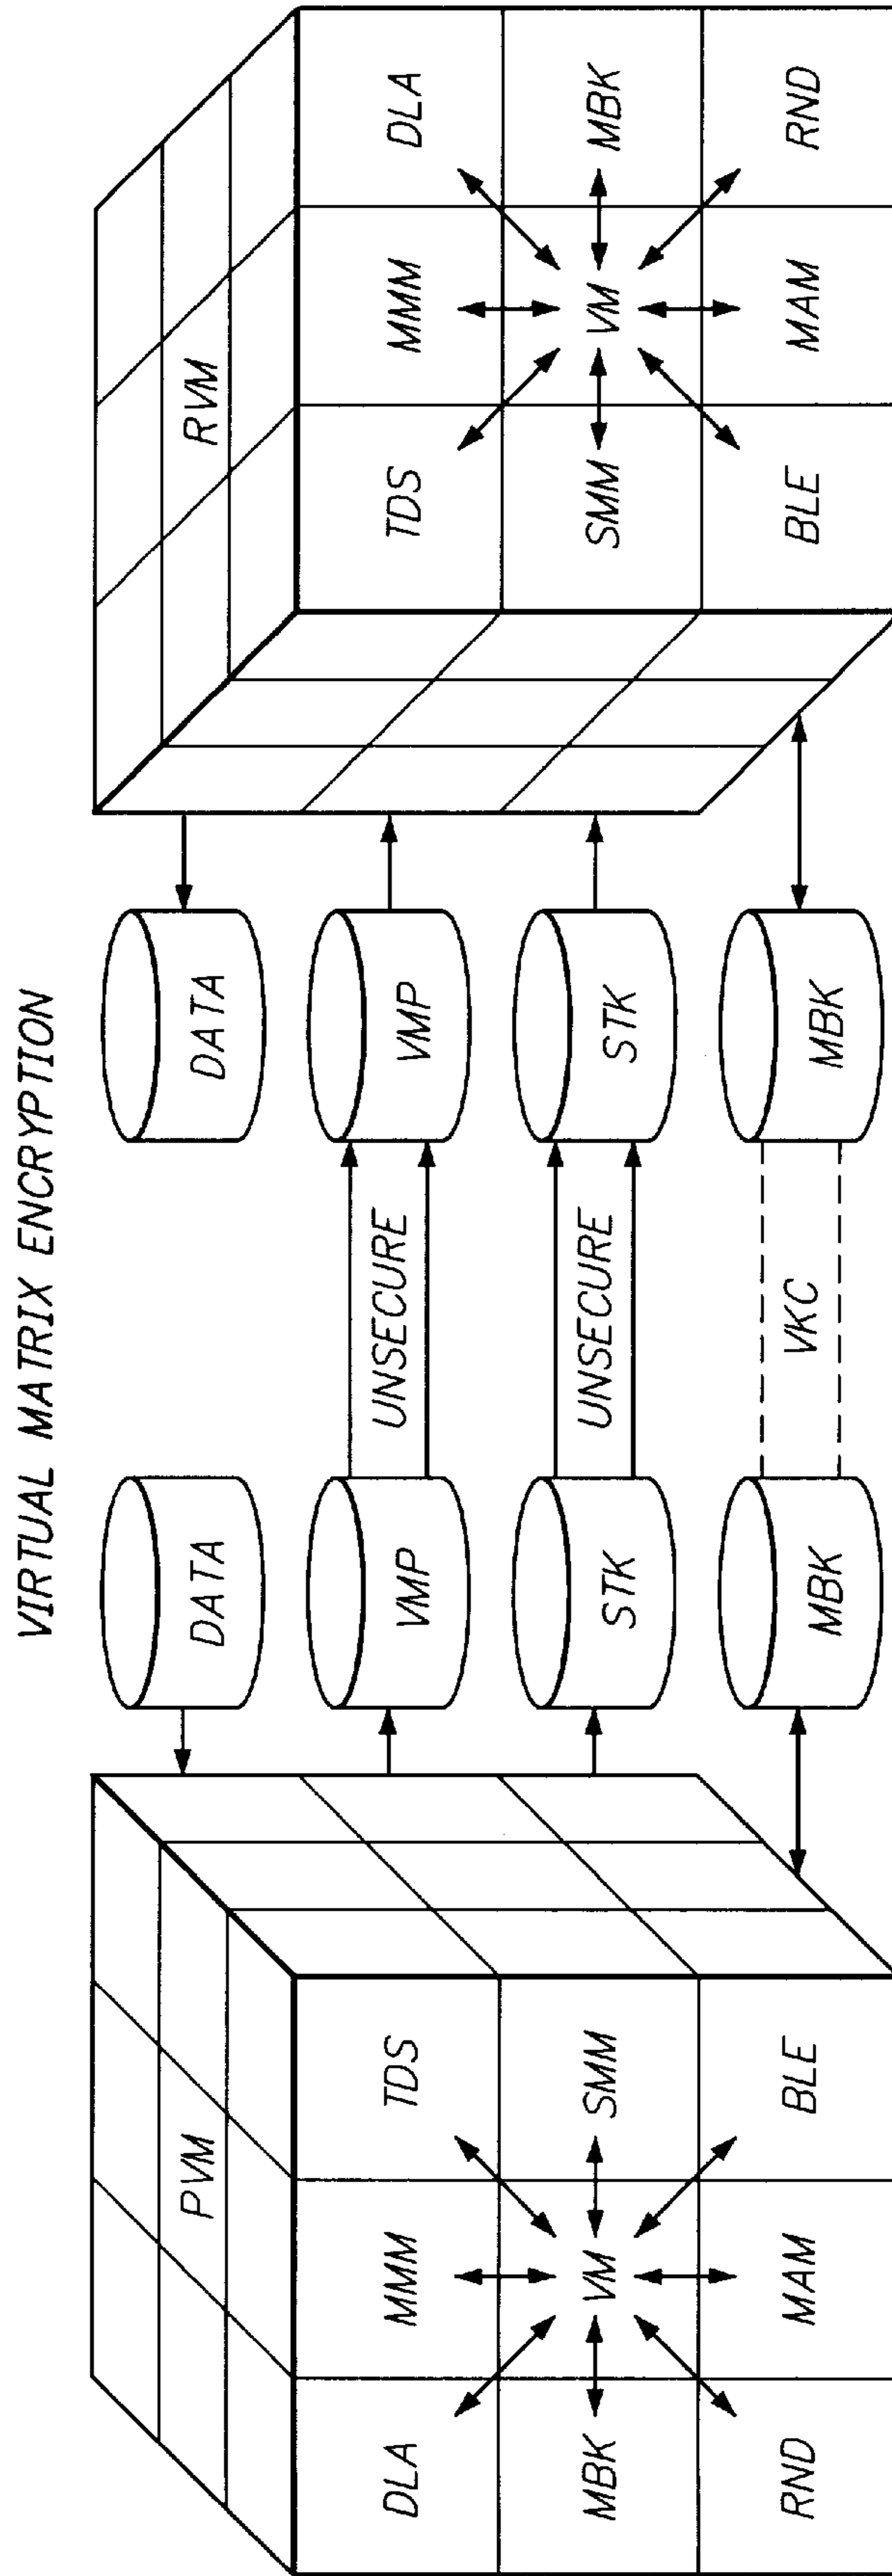 VIRTUAL MATRIX ENCRYPTION
PVM
DLA
MMM
TDS
MBK
VM
SMM
RND
MAM
BLE
DATA
DATA
VMP
UNSECURE
VMP
STK
UNSECURE
STK
MBK
VKC
MBK
RVM
TDS
MMM
DLA
SMM
VM
MBK
BLE
MAM
RND